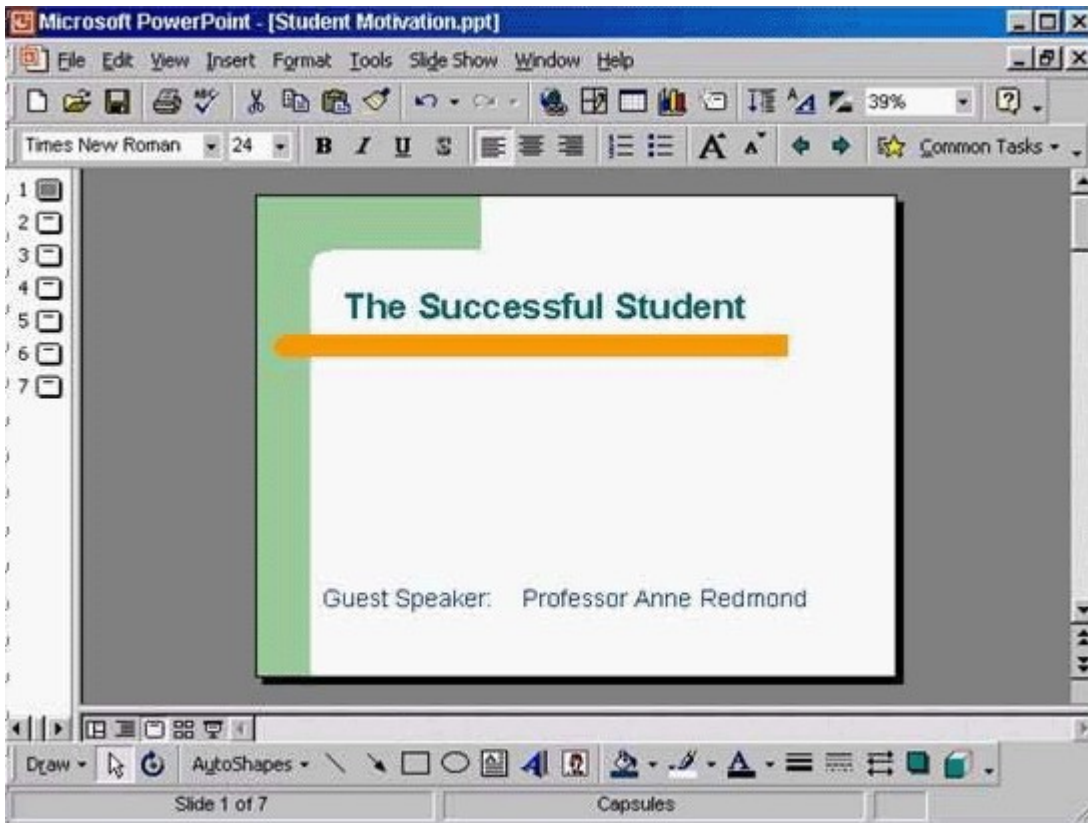 Microsoft PowerPoint - [Student Motivation.ppt]
File Edit View Insert Format Tools Slide Show Window Help
39%
Times New Roman 24 B I U S Common Tasks
1
2
3
4
5
6
7
The Successful Student
Guest Speaker: Professor Anne Redmond
Draw AutoShapes
Slide 1 of 7 Capsules